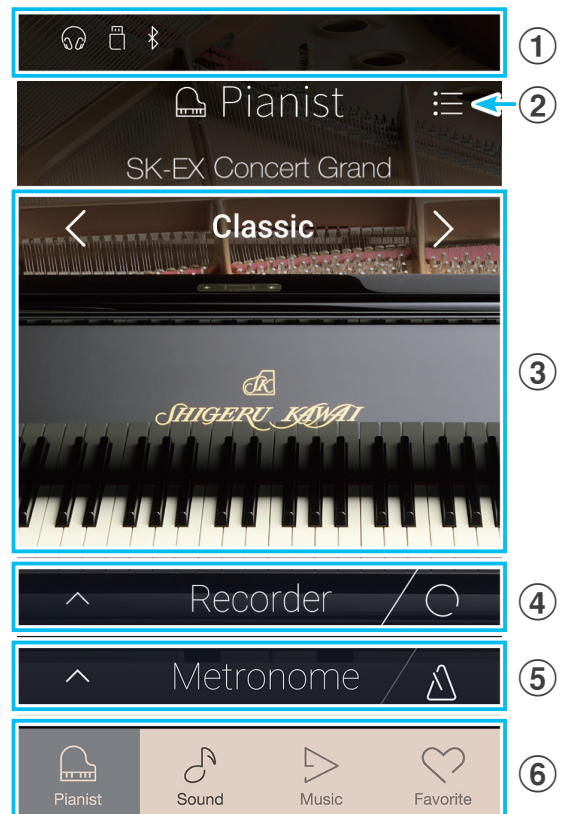 ①
Pianist
②
SK-EX Concert Grand
Classic
③
SK
SHIGERU KAWAI
Recorder
④
Metronome
⑤
⑥
Pianist Sound Music Favorite